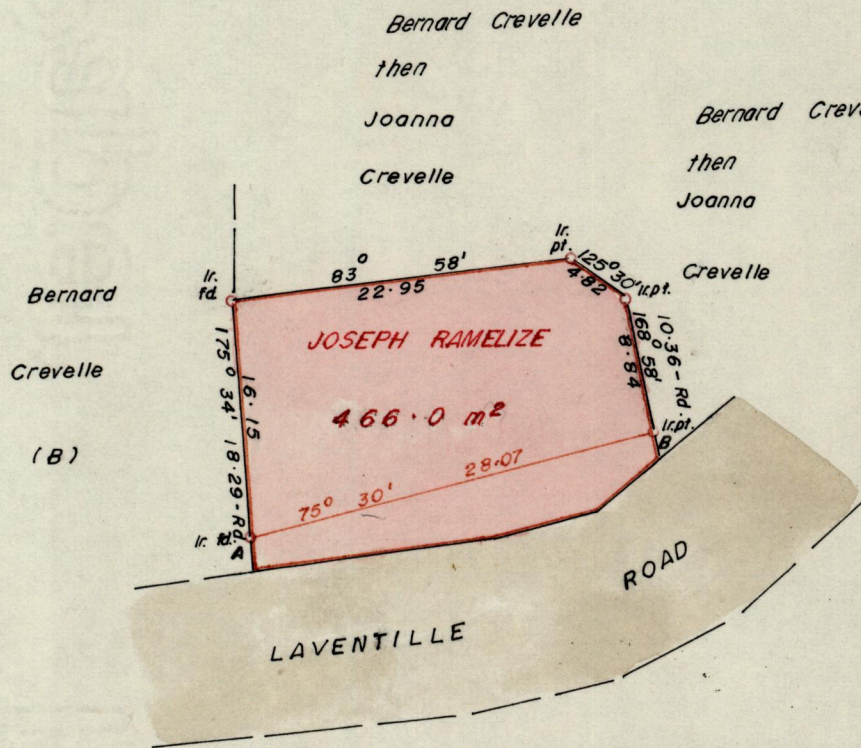 Bernard Crevelle
then
Joanna
Crevelle
Bernard Creve
then
Joanna
Crevelle
Bernard
Crevelle
(B)
Ir.
fd.
83° 58'
22.95
Ir.
pt.
125° 30'
4.82
Ir.pt.
168° 58'
8.84
10.36 - Rd.
Ir.pt.
B
JOSEPH RAMELIZE
466.0 m²
175° 34'
16.15
18.29 - Rd.
75° 30'
28.07
Ir. fd.
A
LAVENTILLE ROAD